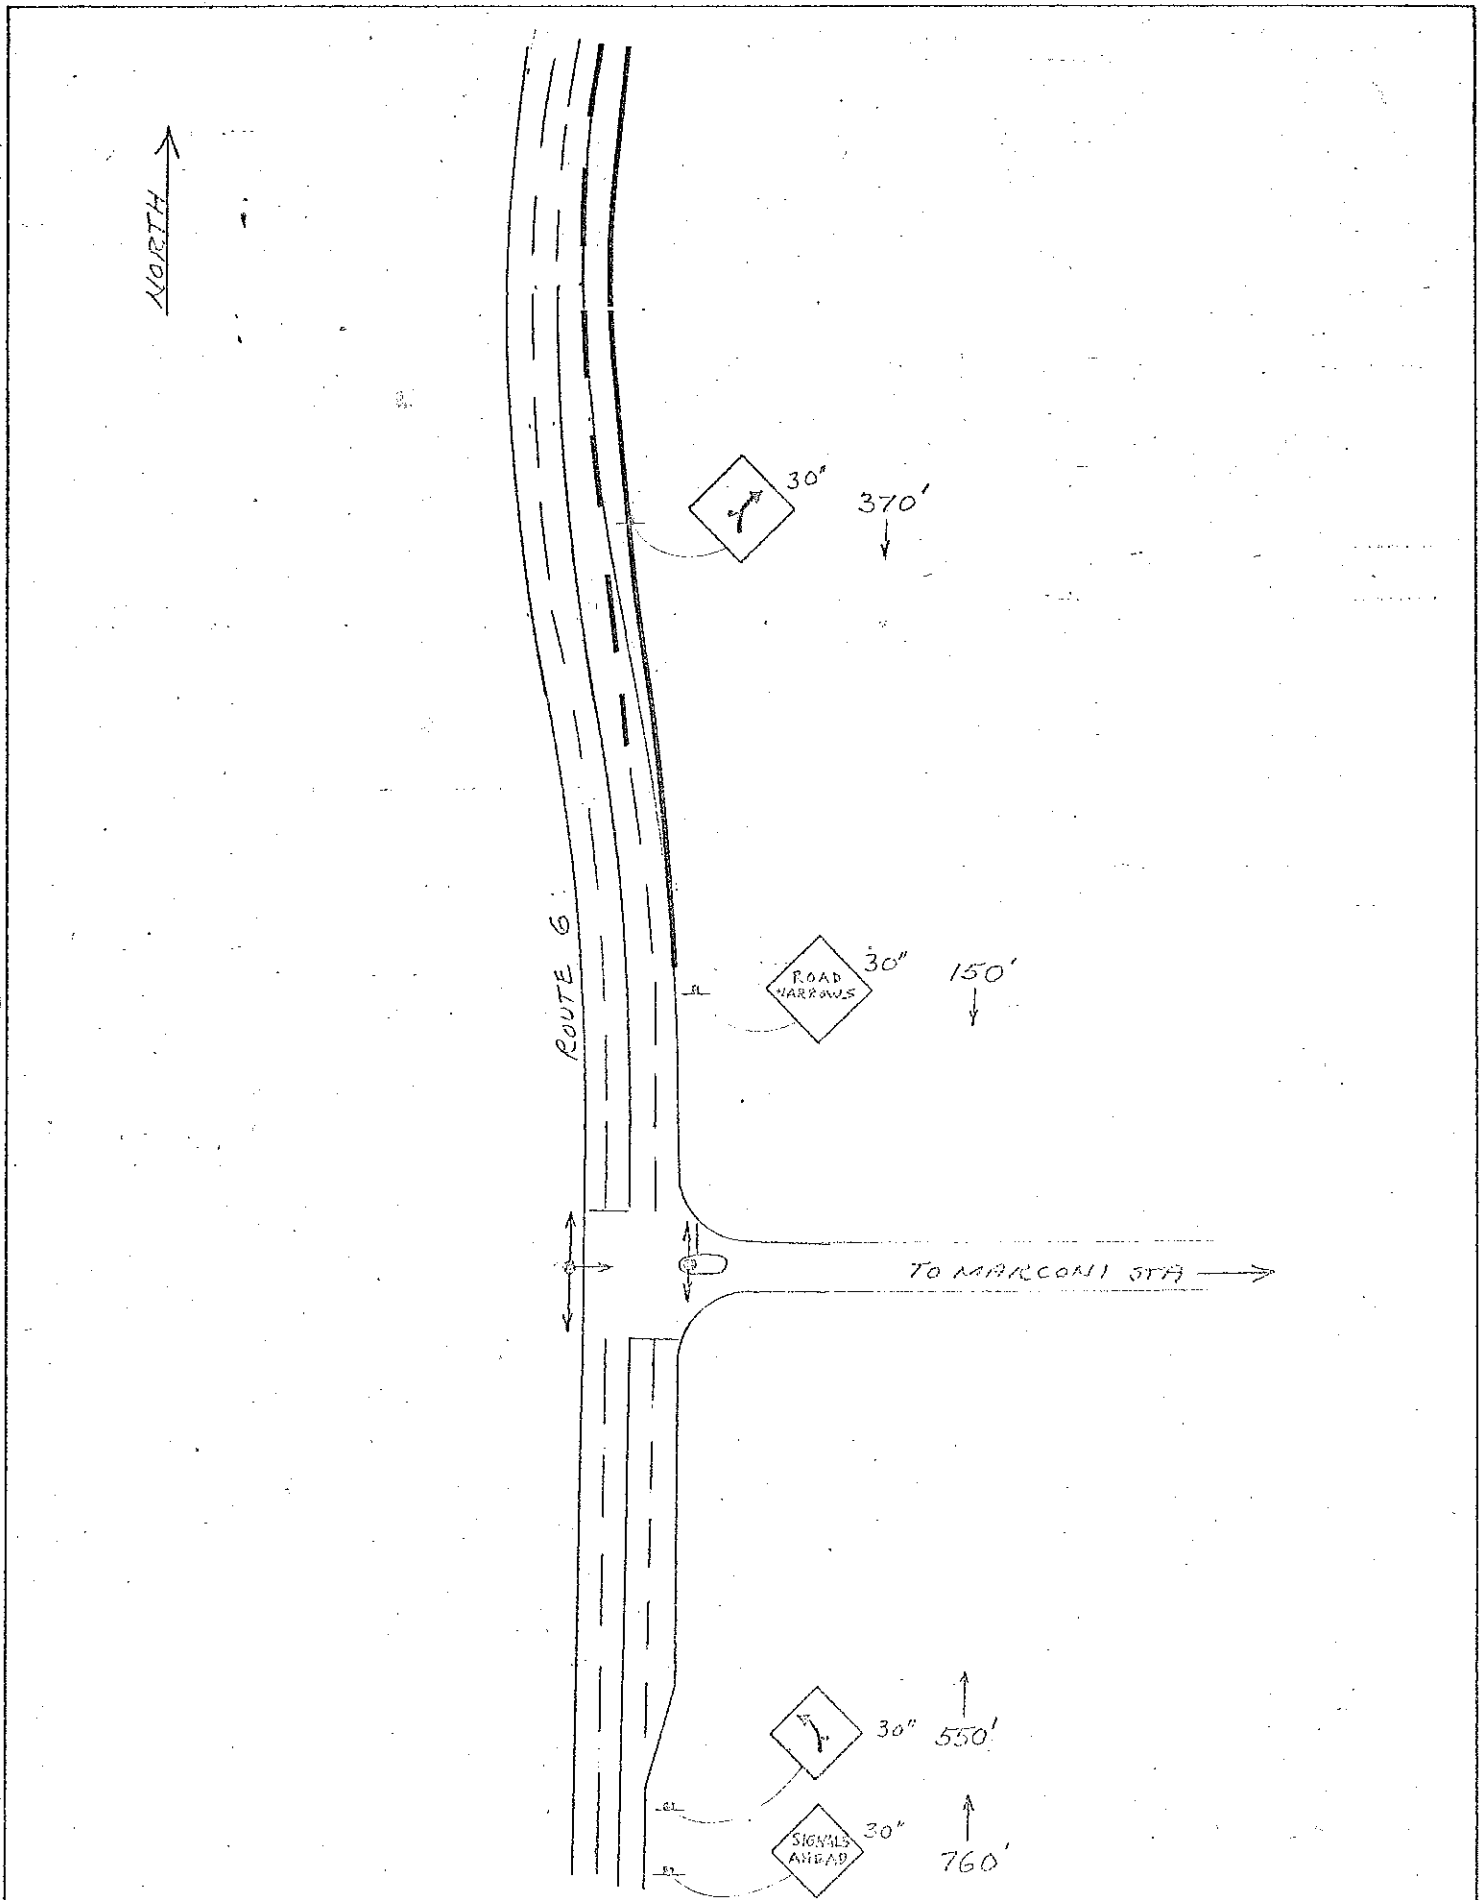 NORTH
30"
370'
ROUTE 6
ROAD
NARROWS
30"
150'
TO MARCONI STA
30"
550'
SIGNALS
AHEAD
30"
760'